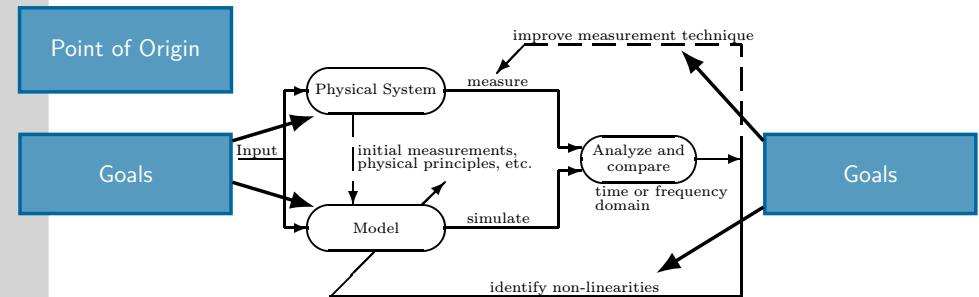 Point of Origin
improve measurement technique
Physical System
measure
Goals
Input
initial measurements,
physical principles, etc.
Analyze and
compare
Goals
time or frequency
domain
Model
simulate
identify non-linearities